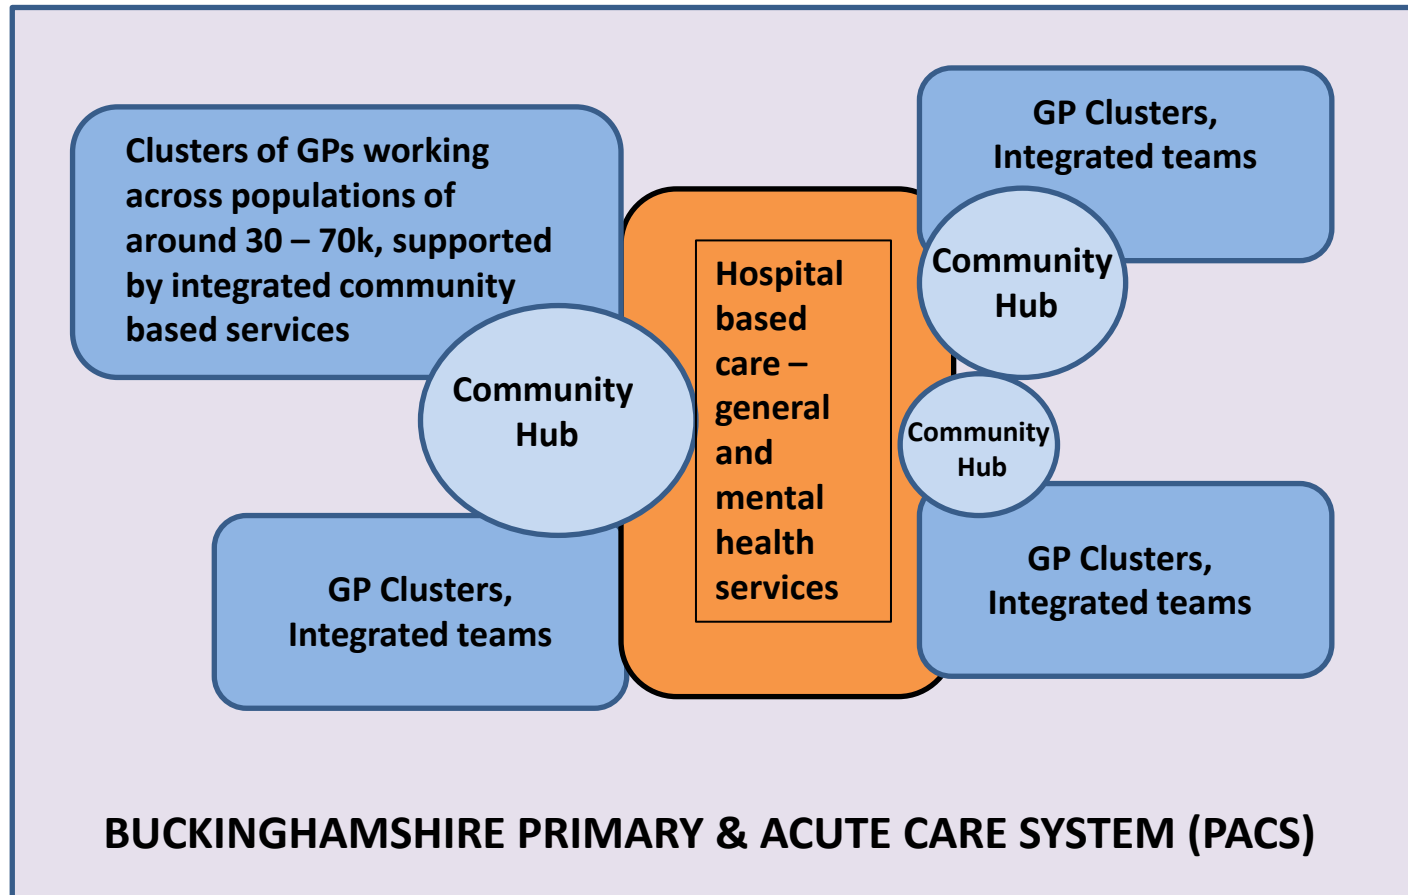 Clusters of GPs working
across populations of
around 30 – 70k, supported
by integrated community
based services
Community
Hub
GP Clusters,
Integrated teams
Hospital
based
care –
general
and
mental
health
services
GP Clusters,
Integrated teams
Community
Hub
Community
Hub
GP Clusters,
Integrated teams
BUCKINGHAMSHIRE PRIMARY & ACUTE CARE SYSTEM (PACS)